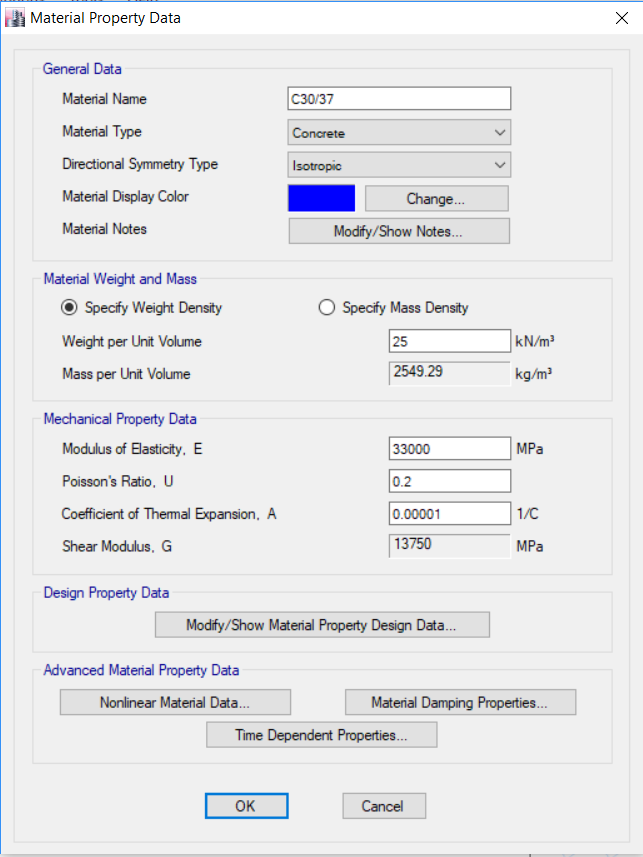 Material Property Data
General Data
Material Name C30/37
Material Type Concrete
Directional Symmetry Type Isotropic
Material Display Color Change...
Material Notes Modify/Show Notes...
Material Weight and Mass
Specify Weight Density Specify Mass Density
Weight per Unit Volume 25 kN/m³
Mass per Unit Volume 2549.29 kg/m³
Mechanical Property Data
Modulus of Elasticity, E 33000 MPa
Poisson's Ratio, U 0.2
Coefficient of Thermal Expansion, A 0.00001 1/C
Shear Modulus, G 13750 MPa
Design Property Data
Modify/Show Material Property Design Data...
Advanced Material Property Data
Nonlinear Material Data... Material Damping Properties...
Time Dependent Properties...
OK Cancel